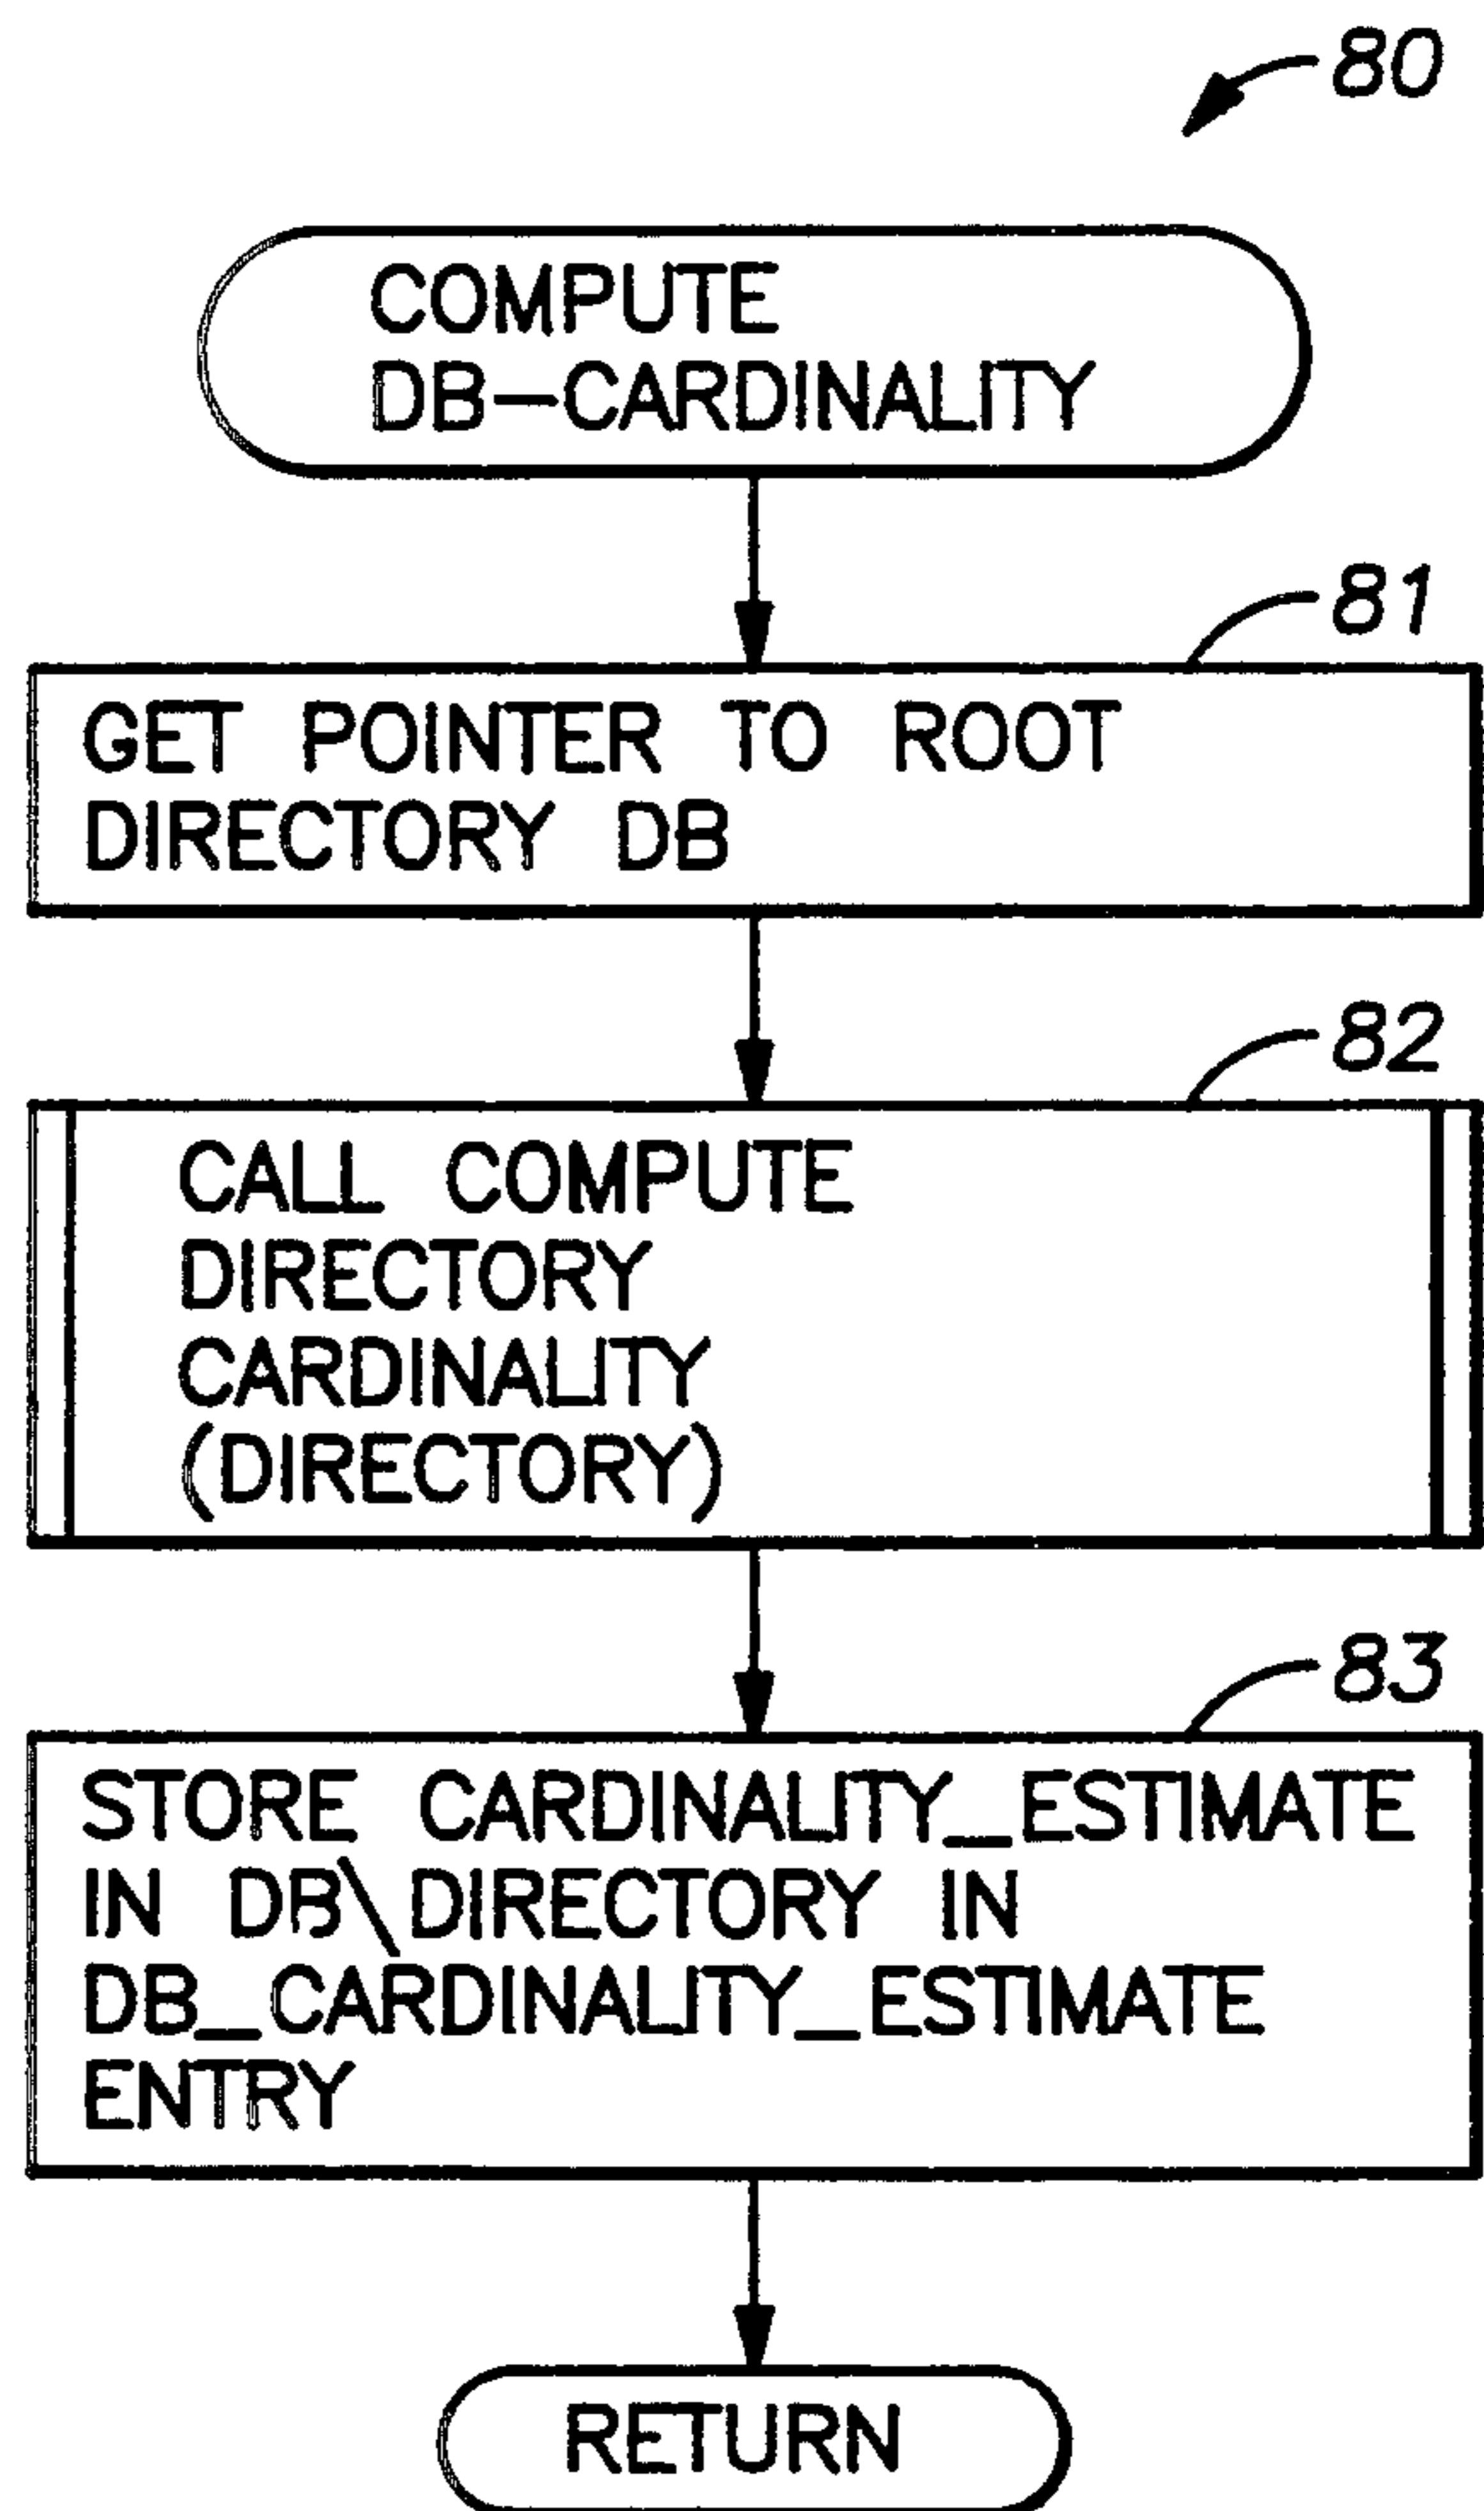 80
COMPUTE
DB-CARDINALITY
81
GET POINTER TO ROOT
DIRECTORY DB
82
CALL COMPUTE
DIRECTORY
CARDINALITY
(DIRECTORY)
83
STORE CARDINALITY_ESTIMATE
IN DB\DIRECTORY IN
DB_CARDINALITY_ESTIMATE
ENTRY
RETURN